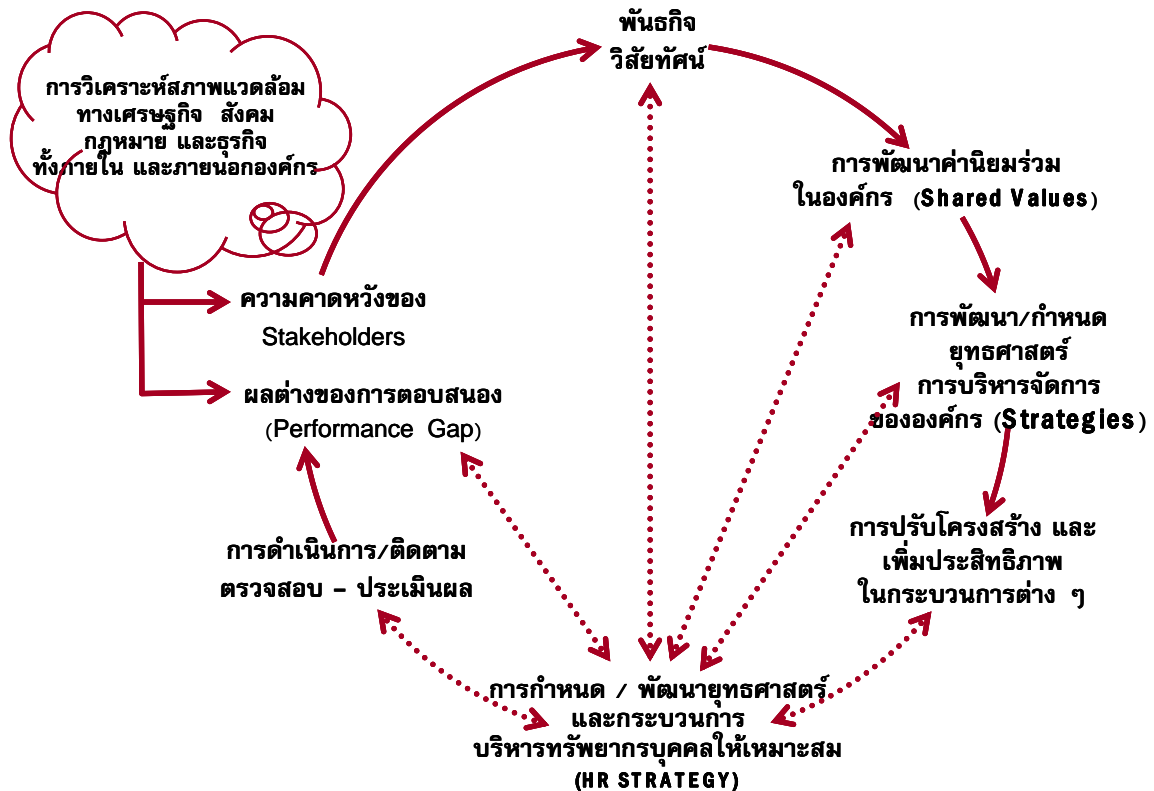 พันธกิจ
วิสัยทัศน์
การวิเคราะห์สภาพแวดล้อม
ทางเศรษฐกิจ สังคม
กฎหมาย และธุรกิจ
ทั้งภายใน และภายนอกองค์กร
การพัฒนาค่านิยมร่วม
ในองค์กร (Shared Values)
ความคาดหวังของ
Stakeholders
การพัฒนา/กำหนด
ยุทธศาสตร์
การบริหารจัดการ
ขององค์กร (Strategies)
ผลต่างของการตอบสนอง
(Performance Gap)
การปรับโครงสร้าง และ
เพิ่มประสิทธิภาพ
ในกระบวนการต่าง ๆ
การดำเนินการ/ติดตาม
ตรวจสอบ – ประเมินผล
การกำหนด / พัฒนายุทธศาสตร์
และกระบวนการ
บริหารทรัพยากรบุคคลให้เหมาะสม
(HR STRATEGY)